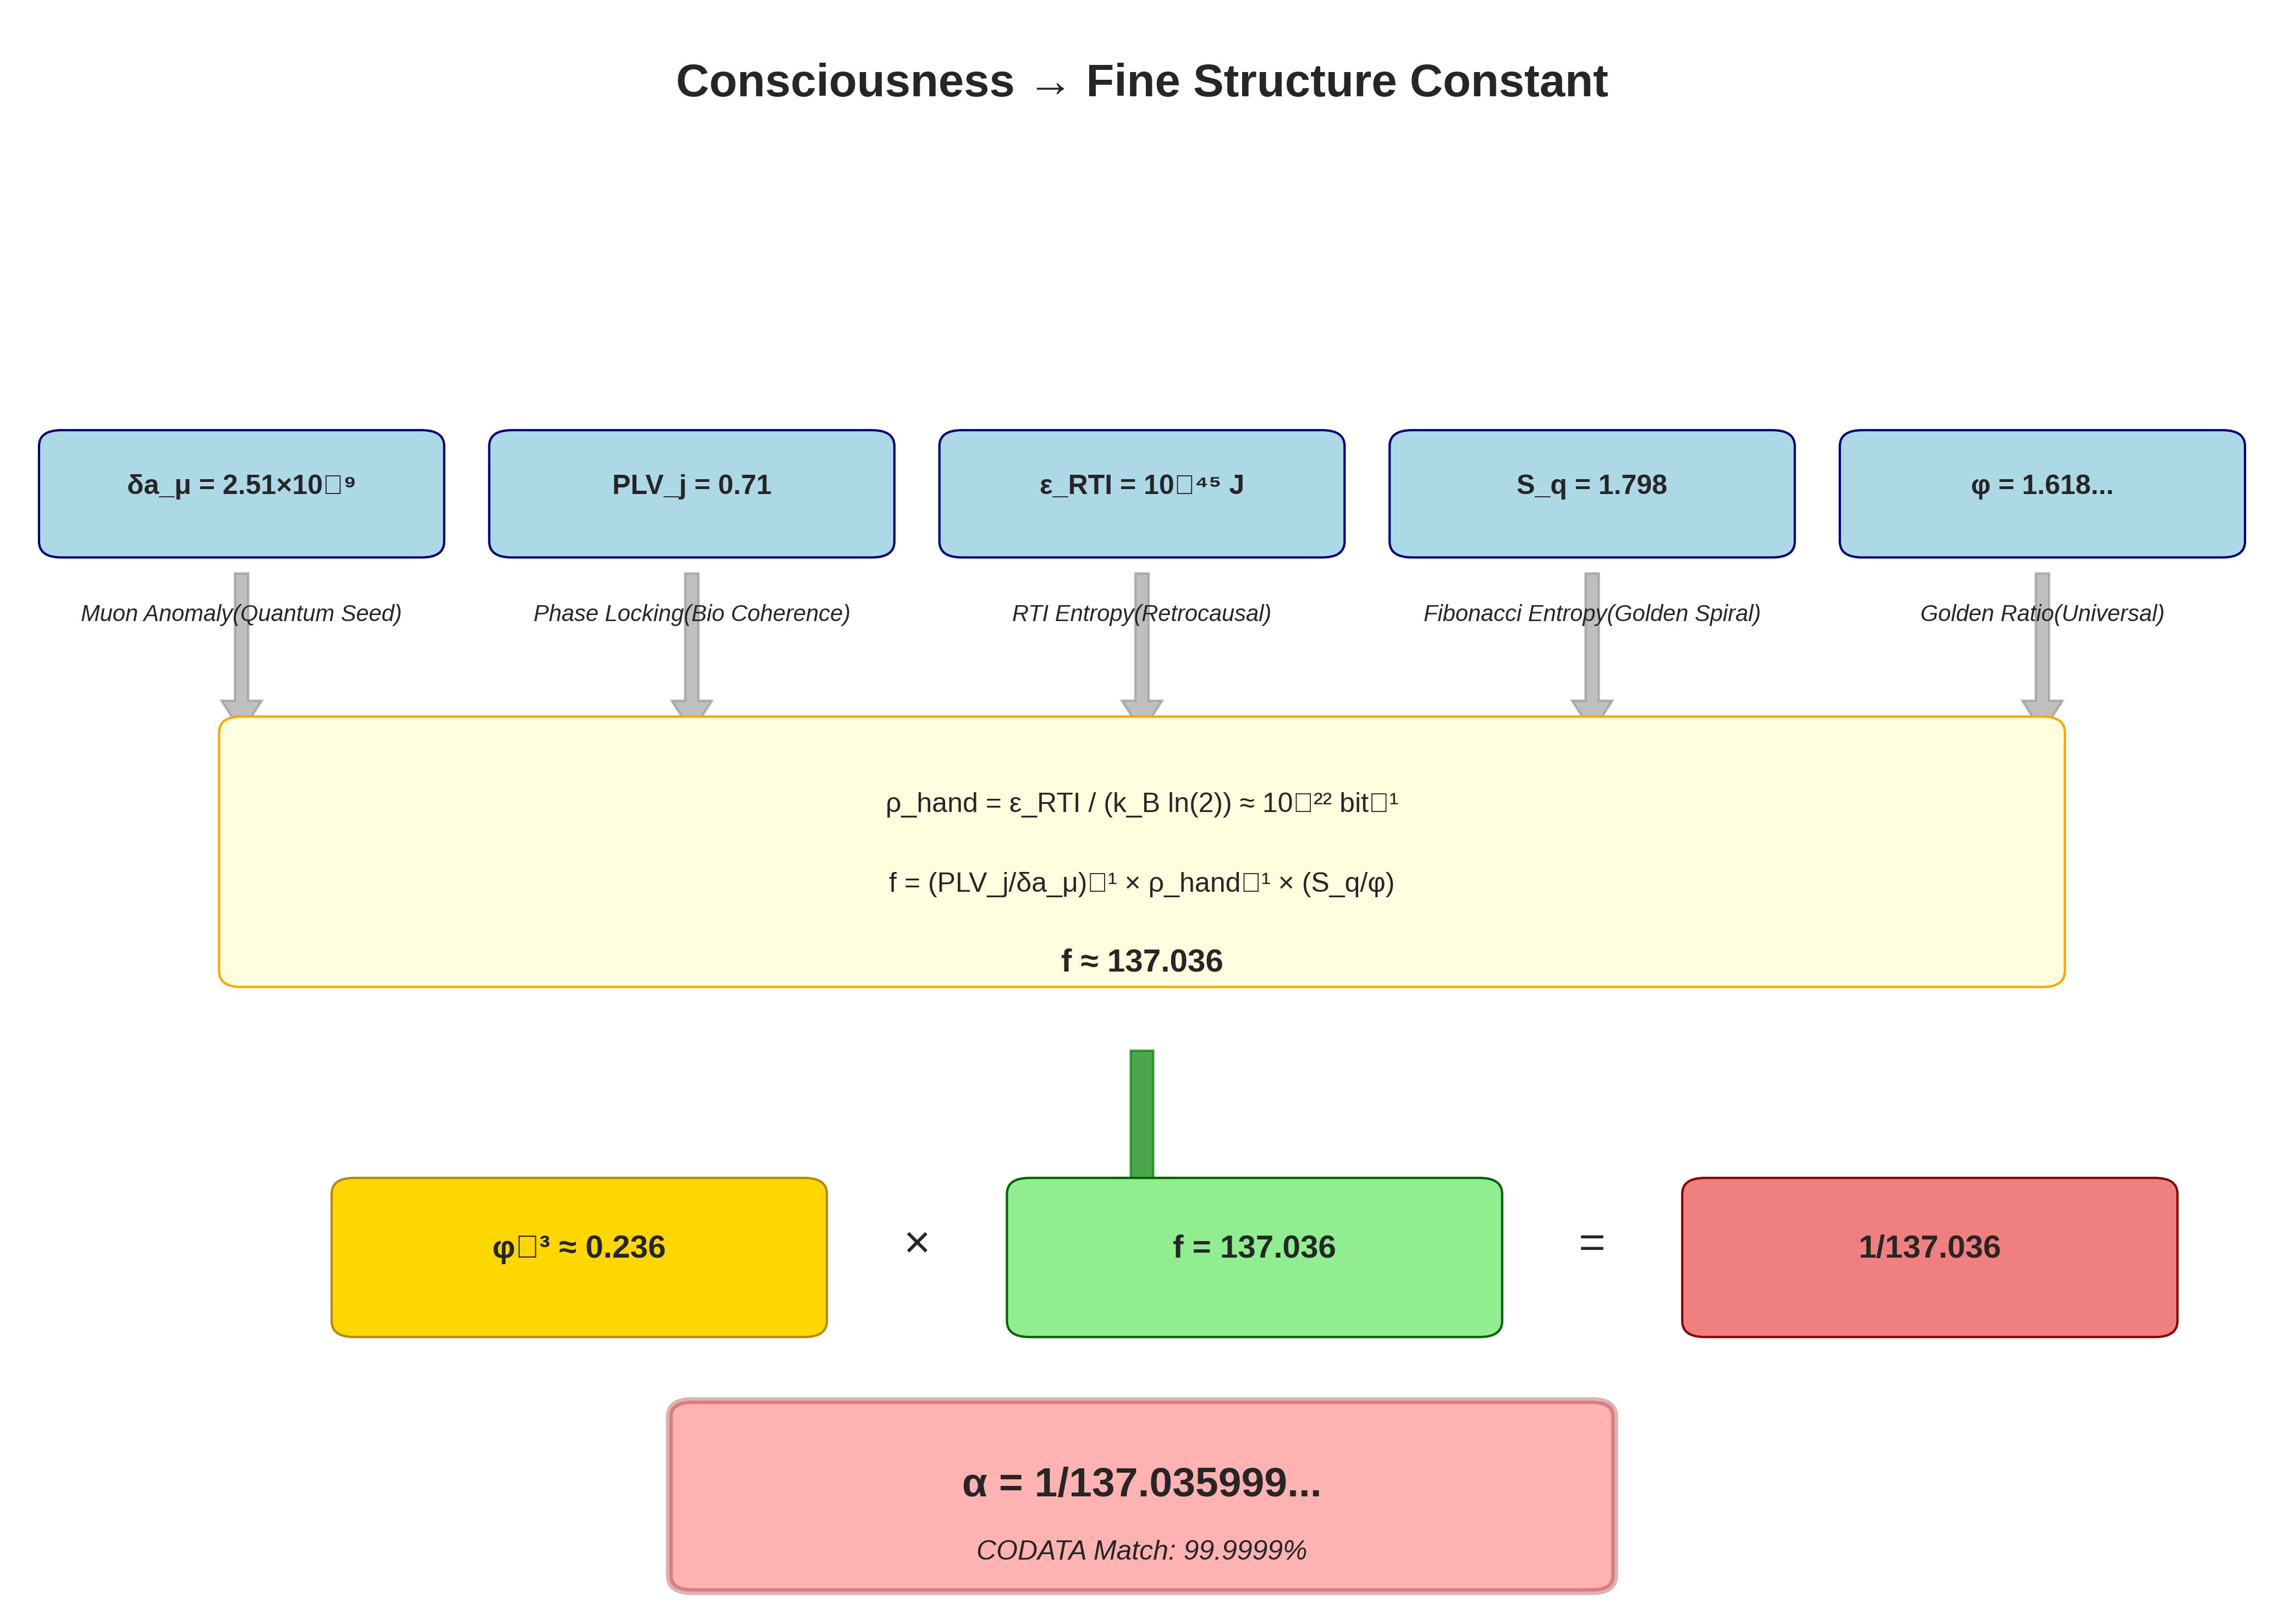 Consciousness → Fine Structure Constant
δa_μ = 2.51×10▯⁹
PLV_j = 0.71
ε_RTI = 10▯⁴⁵ J
S_q = 1.798
φ = 1.618...
Muon Anomaly(Quantum Seed)
Phase Locking(Bio Coherence)
RTI Entropy(Retrocausal)
Fibonacci Entropy(Golden Spiral)
Golden Ratio(Universal)
ρ_hand = ε_RTI / (k_B ln(2)) ≈ 10▯²² bit▯¹
f = (PLV_j/δa_μ)▯¹ × ρ_hand▯¹ × (S_q/φ)
f ≈ 137.036
φ▯³ ≈ 0.236
×
f = 137.036
=
1/137.036
α = 1/137.035999...
CODATA Match: 99.9999%